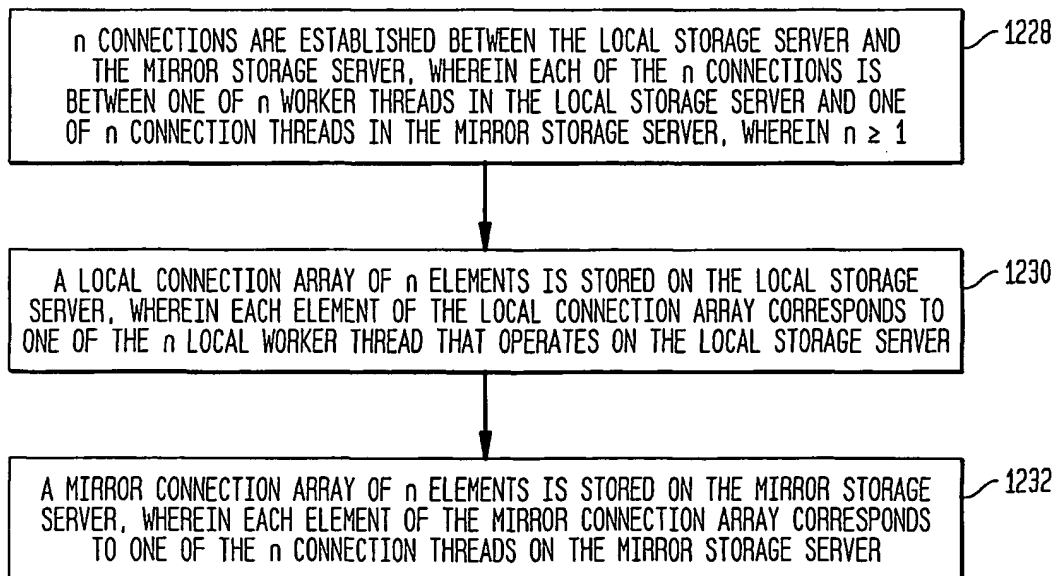 n CONNECTIONS ARE ESTABLISHED BETWEEN THE LOCAL STORAGE SERVER AND
THE MIRROR STORAGE SERVER, WHEREIN EACH OF THE n CONNECTIONS IS
BETWEEN ONE OF n WORKER THREADS IN THE LOCAL STORAGE SERVER AND ONE
OF n CONNECTION THREADS IN THE MIRROR STORAGE SERVER, WHEREIN n ≥ 1
1228
A LOCAL CONNECTION ARRAY OF n ELEMENTS IS STORED ON THE LOCAL STORAGE
SERVER, WHEREIN EACH ELEMENT OF THE LOCAL CONNECTION ARRAY CORRESPONDS TO
ONE OF THE n LOCAL WORKER THREAD THAT OPERATES ON THE LOCAL STORAGE SERVER
1230
A MIRROR CONNECTION ARRAY OF n ELEMENTS IS STORED ON THE MIRROR STORAGE
SERVER, WHEREIN EACH ELEMENT OF THE MIRROR CONNECTION ARRAY CORRESPONDS
TO ONE OF THE n CONNECTION THREADS ON THE MIRROR STORAGE SERVER
1232